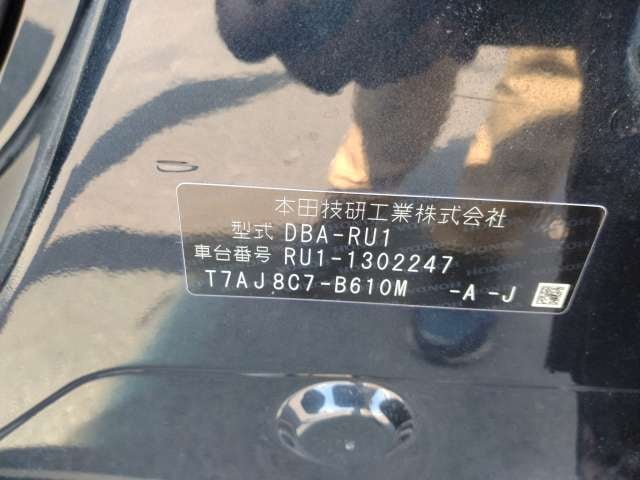 本田技研工業株式会社
型式 DBA-RU1
車台番号 RU1-1302247
T7AJ8C7-B610M -A -J